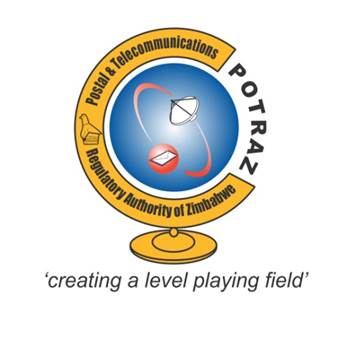 Postal & Telecommunications
Regulatory Authority of Zimbabwe
POTRAZ
'creating a level playing field'